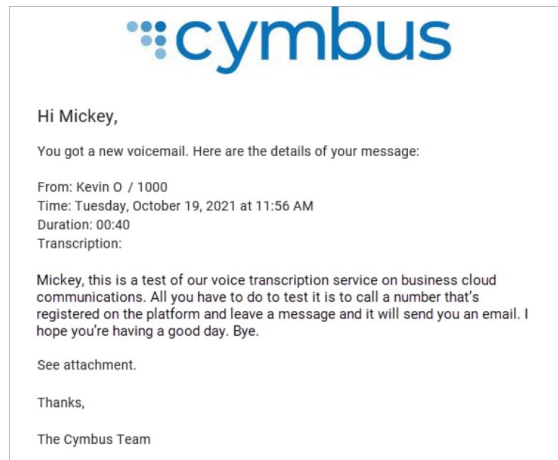 cymbus
Hi Mickey,
You got a new voicemail. Here are the details of your message:
From: Kevin O / 1000
Time: Tuesday, October 19, 2021 at 11:56 AM
Duration: 00:40
Transcription:
Mickey, this is a test of our voice transcription service on business cloud
communications. All you have to do to test it is to call a number that's
registered on the platform and leave a message and it will send you an email. I
hope you're having a good day. Bye.
See attachment.
Thanks,
The Cymbus Team